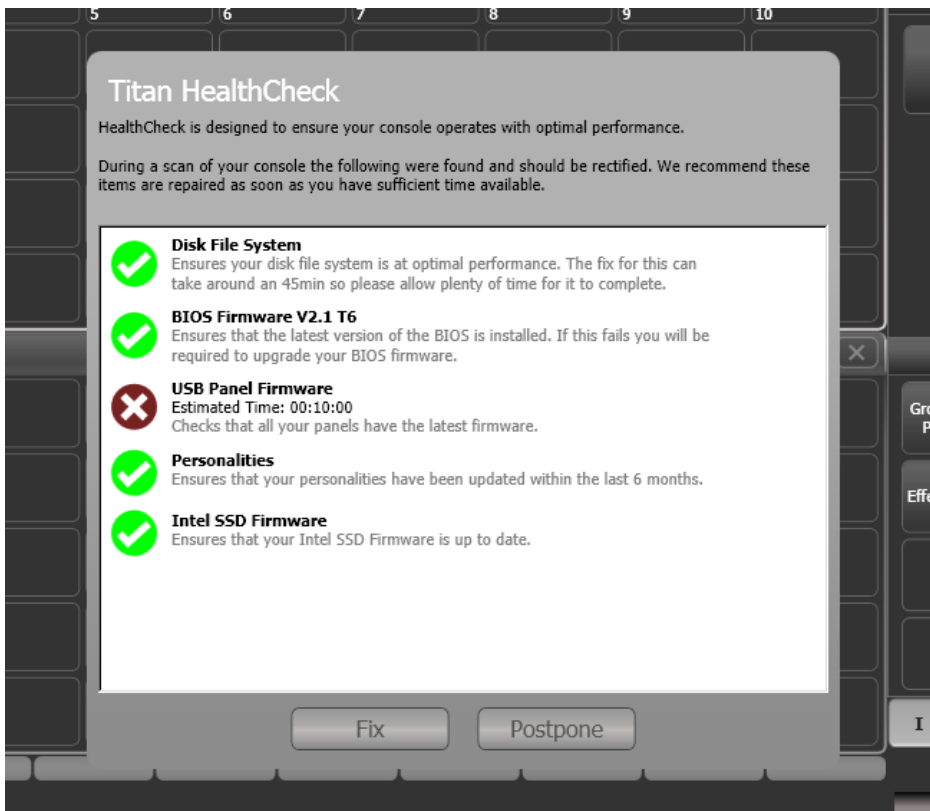 5 6 7 8 9 10
Titan HealthCheck
HealthCheck is designed to ensure your console operates with optimal performance.
During a scan of your console the following were found and should be rectified. We recommend these
items are repaired as soon as you have sufficient time available.
Disk File System
Ensures your disk file system is at optimal performance. The fix for this can
take around an 45min so please allow plenty of time for it to complete.
BIOS Firmware V2.1 T6
Ensures that the latest version of the BIOS is installed. If this fails you will be
required to upgrade your BIOS firmware.
USB Panel Firmware
Estimated Time: 00:10:00
Checks that all your panels have the latest firmware.
Personalities
Ensures that your personalities have been updated within the last 6 months.
Intel SSD Firmware
Ensures that your Intel SSD Firmware is up to date.
Fix
Postpone
Gro
P
Effe
I